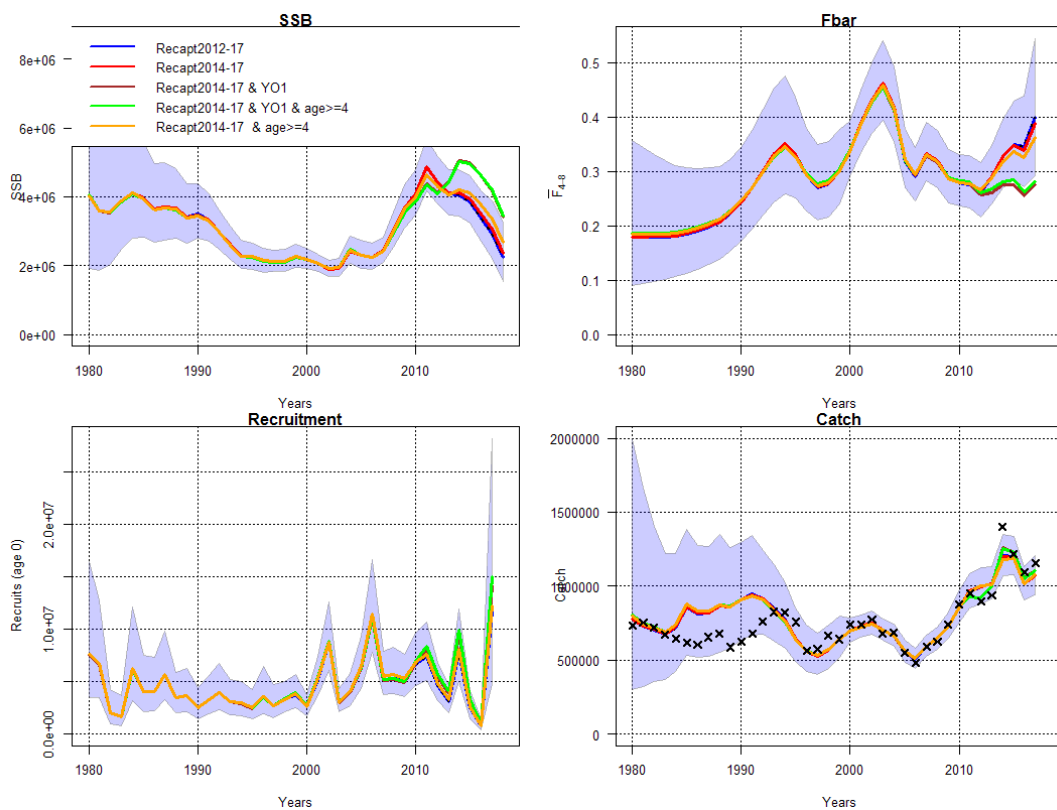 SSB
8e+06
6e+06
SSB
4e+06
2e+06
0e+00
Recapt2012-17
Recapt2014-17
Recapt2014-17 & YO1
Recapt2014-17 & YO1 & age>=4
Recapt2014-17 & age>=4
1980 1990 2000 2010
Years
Fbar
0.5
0.4
F̅4-8
0.3
0.2
0.1
0.0
1980 1990 2000 2010
Years
Recruitment
2.0e+07
Recruits (age 0)
1.0e+07
0.0e+00
1980 1990 2000 2010
Years
Catch
2000000
1500000
Catch
1000000
500000
0
1980 1990 2000 2010
Years